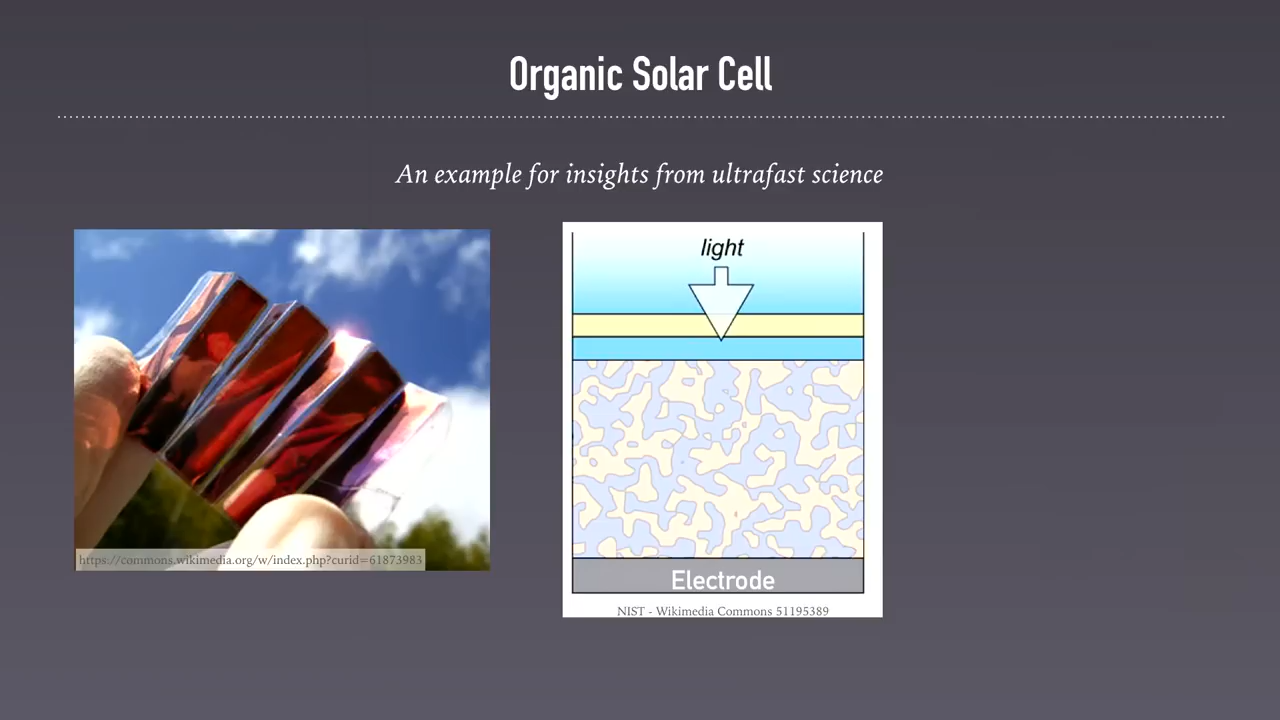 Organic Solar Cell
An example for insights from ultrafast science
light
https://commons.wikimedia.org/w/index.php?curid=61873983
Electrode
NIST - Wikimedia Commons 51195389